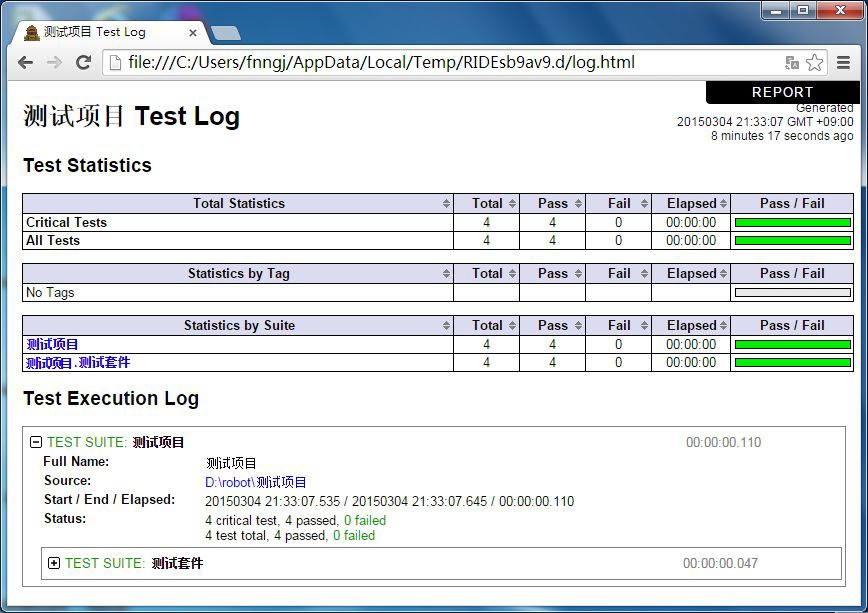 测试项目 Test Log
file:///C:/Users/fnngj/AppData/Local/Temp/RIDEsb9av9.d/log.html
REPORT
测试项目 Test Log
Generated
20150304 21:33:07 GMT +09:00
8 minutes 17 seconds ago
Test Statistics
Total Statistics Total Pass Fail Elapsed Pass / Fail
Critical Tests 4 4 0 00:00:00
All Tests 4 4 0 00:00:00
Statistics by Tag Total Pass Fail Elapsed Pass / Fail
No Tags
Statistics by Suite Total Pass Fail Elapsed Pass / Fail
测试项目 4 4 0 00:00:00
测试项目.测试套件 4 4 0 00:00:00
Test Execution Log
TEST SUITE: 测试项目 00:00:00.110
Full Name: 测试项目
Source: D:\robot\测试项目
Start / End / Elapsed: 20150304 21:33:07.535 / 20150304 21:33:07.645 / 00:00:00.110
Status: 4 critical test, 4 passed, 0 failed
4 test total, 4 passed, 0 failed
TEST SUITE: 测试套件 00:00:00.047